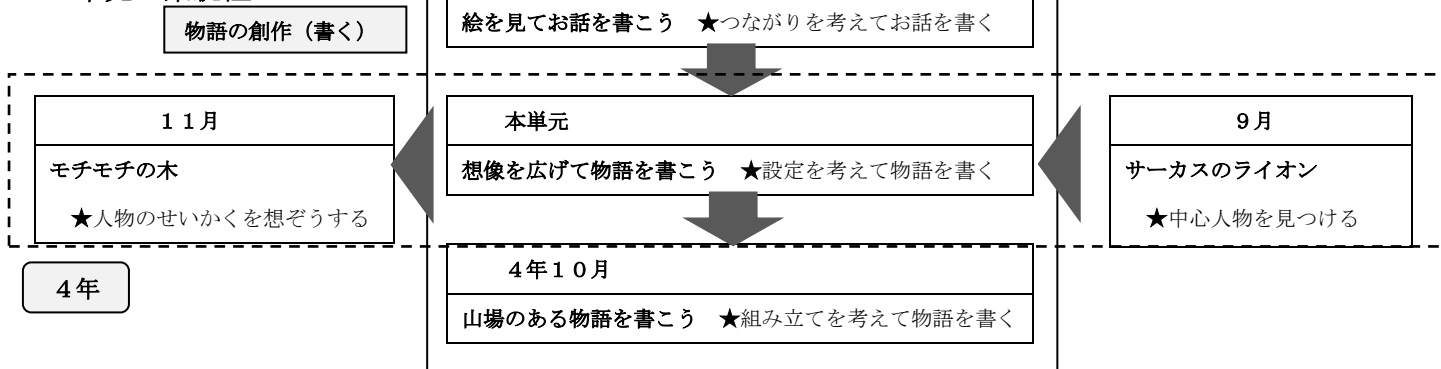 物語の創作（書く）
絵を見てお話を書こう　★つながりを考えてお話を書く
１１月
モチモチの木
★人物のせいかくを想ぞうする
本単元
想像を広げて物語を書こう　★設定を考えて物語を書く
９月
サーカスのライオン
★中心人物を見つける
４年
４年１０月
山場のある物語を書こう　★組み立てを考えて物語を書く